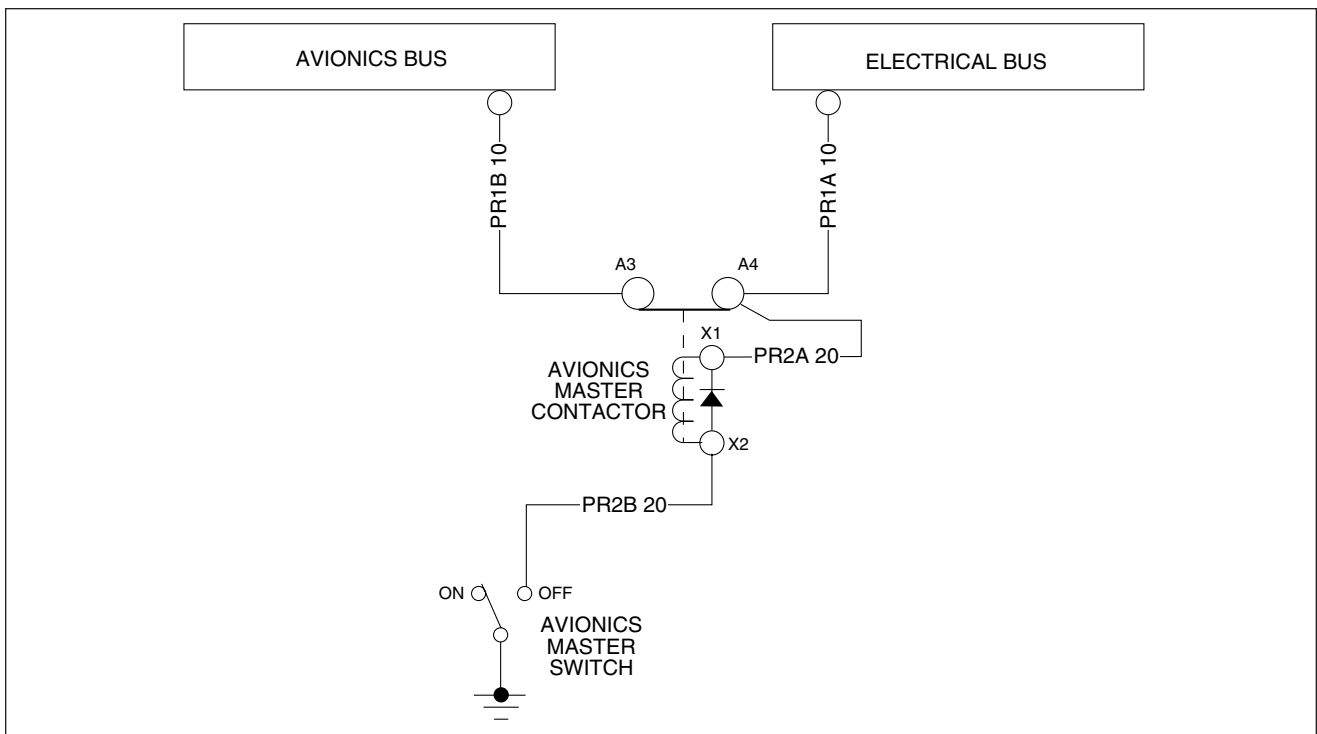 AVIONICS BUS
ELECTRICAL BUS
PR1B 10
PR1A 10
A3
A4
X1
PR2A 20
AVIONICS
MASTER
CONTACTOR
X2
PR2B 20
ON
OFF
AVIONICS
MASTER
SWITCH